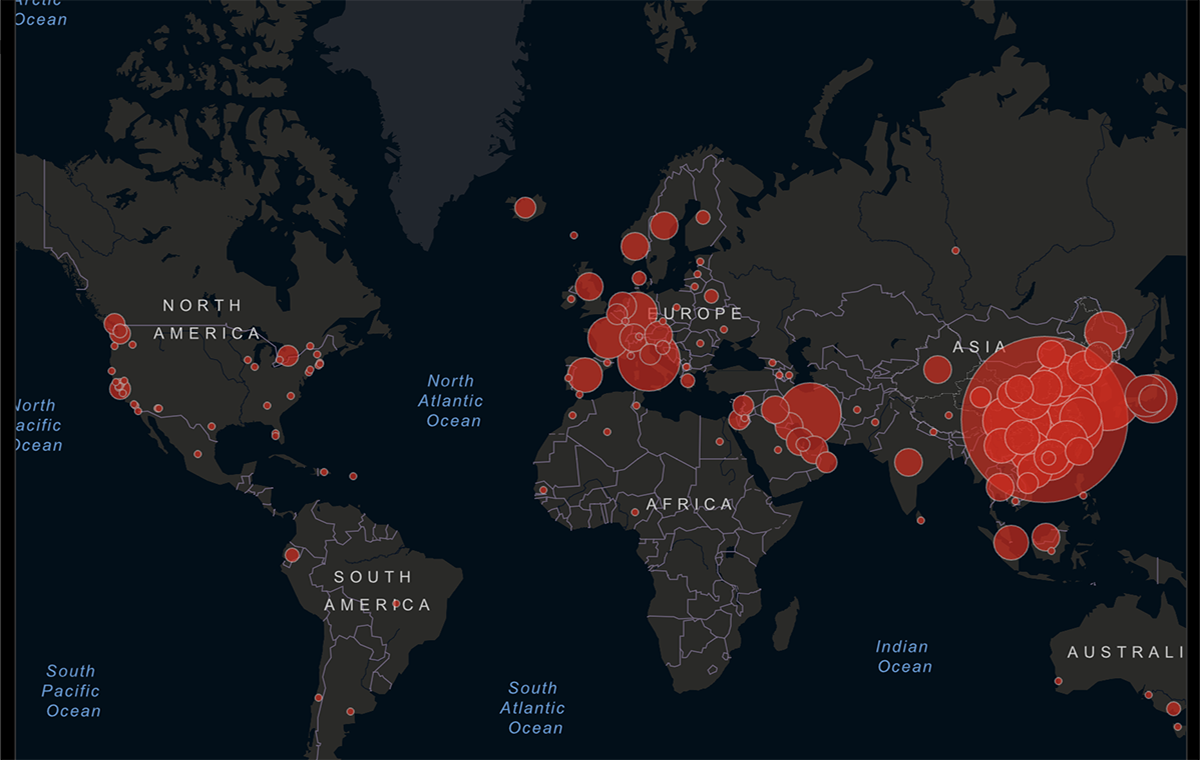 Arctic
Ocean
NORTH
AMERICA
EUROPE
ASIA
North
Atlantic
Ocean
North
Pacific
Ocean
AFRICA
SOUTH
AMERICA
Indian
Ocean
AUSTRALI
South
Pacific
Ocean
South
Atlantic
Ocean